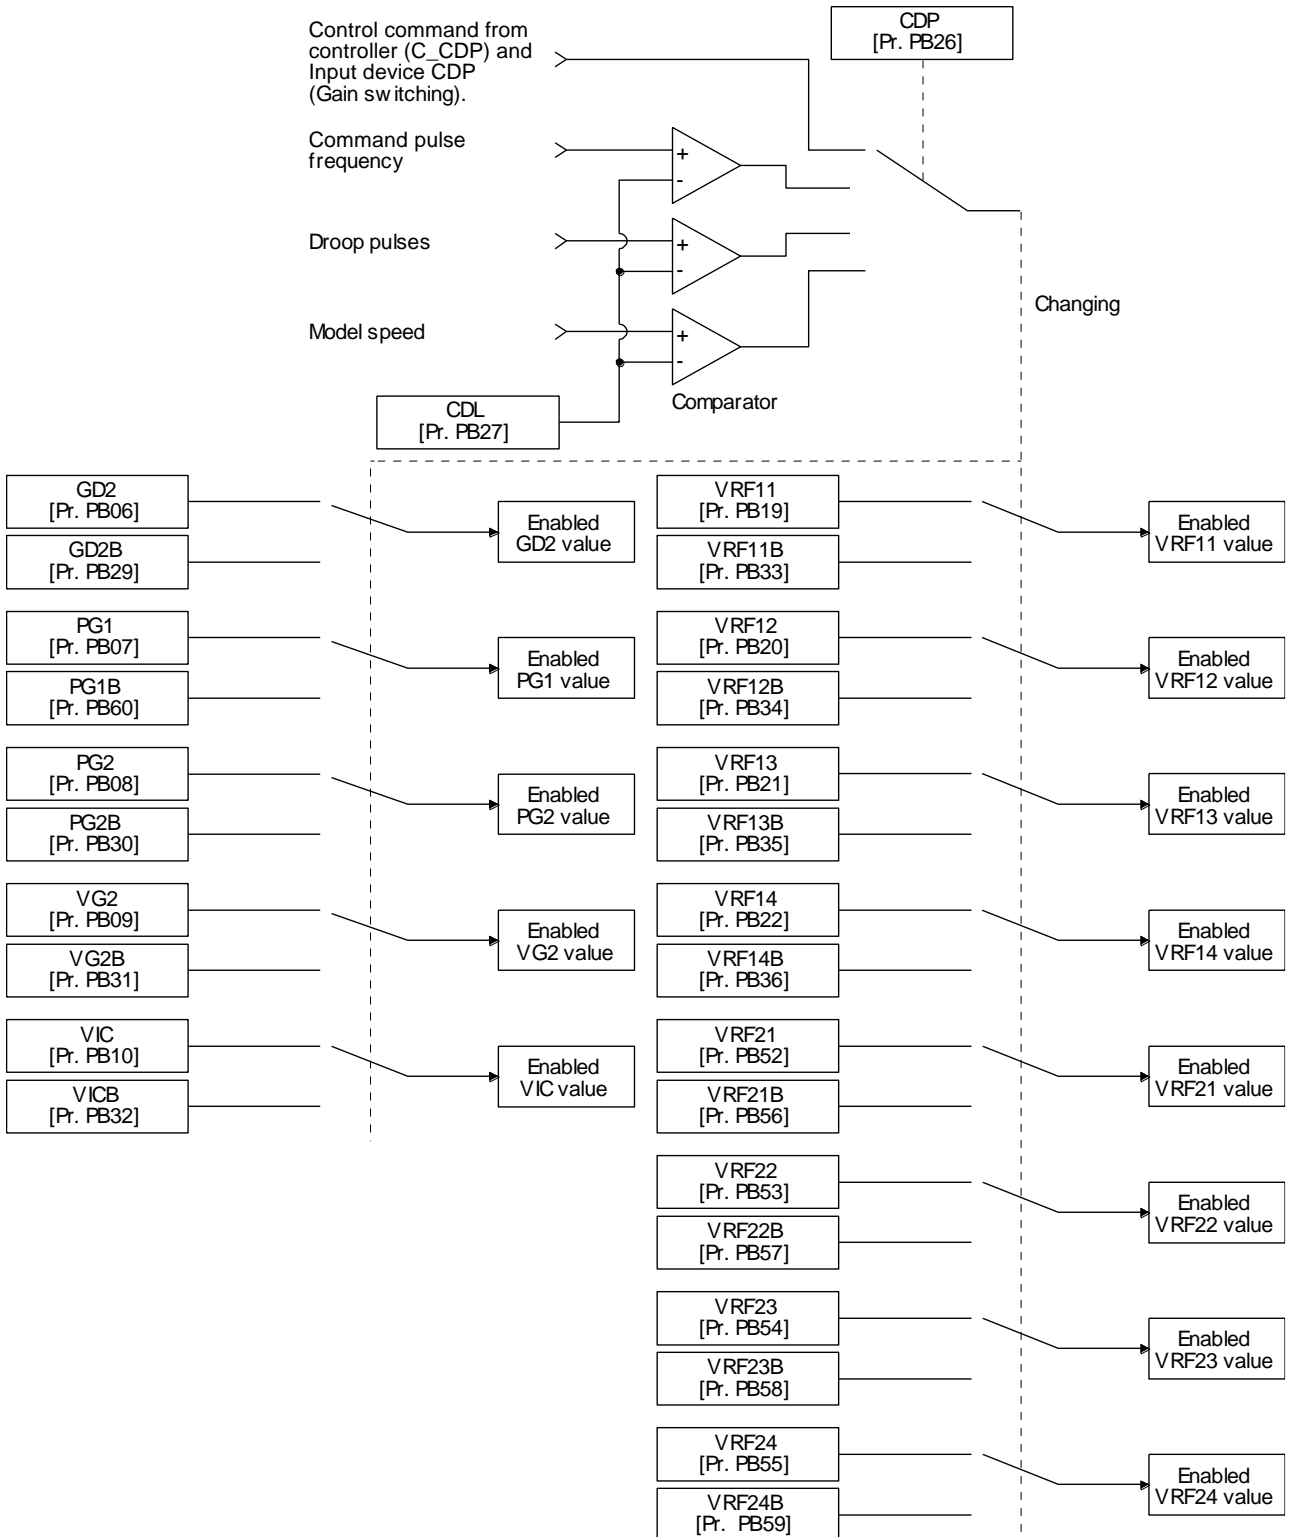 Control command from
controller (C_CDP) and
Input device CDP
(Gain switching).
CDP
[Pr. PB26]
Command pulse
frequency
+
-
Droop pulses
+
-
Changing
Model speed
+
-
Comparator
CDL
[Pr. PB27]
GD2
[Pr. PB06]
GD2B
[Pr. PB29]
Enabled
GD2 value
PG1
[Pr. PB07]
PG1B
[Pr. PB60]
Enabled
PG1 value
PG2
[Pr. PB08]
PG2B
[Pr. PB30]
Enabled
PG2 value
VG2
[Pr. PB09]
VG2B
[Pr. PB31]
Enabled
VG2 value
VIC
[Pr. PB10]
VICB
[Pr. PB32]
Enabled
VIC value
VRF11
[Pr. PB19]
VRF11B
[Pr. PB33]
Enabled
VRF11 value
VRF12
[Pr. PB20]
VRF12B
[Pr. PB34]
Enabled
VRF12 value
VRF13
[Pr. PB21]
VRF13B
[Pr. PB35]
Enabled
VRF13 value
VRF14
[Pr. PB22]
VRF14B
[Pr. PB36]
Enabled
VRF14 value
VRF21
[Pr. PB52]
VRF21B
[Pr. PB56]
Enabled
VRF21 value
VRF22
[Pr. PB53]
VRF22B
[Pr. PB57]
Enabled
VRF22 value
VRF23
[Pr. PB54]
VRF23B
[Pr. PB58]
Enabled
VRF23 value
VRF24
[Pr. PB55]
VRF24B
[Pr. PB59]
Enabled
VRF24 value